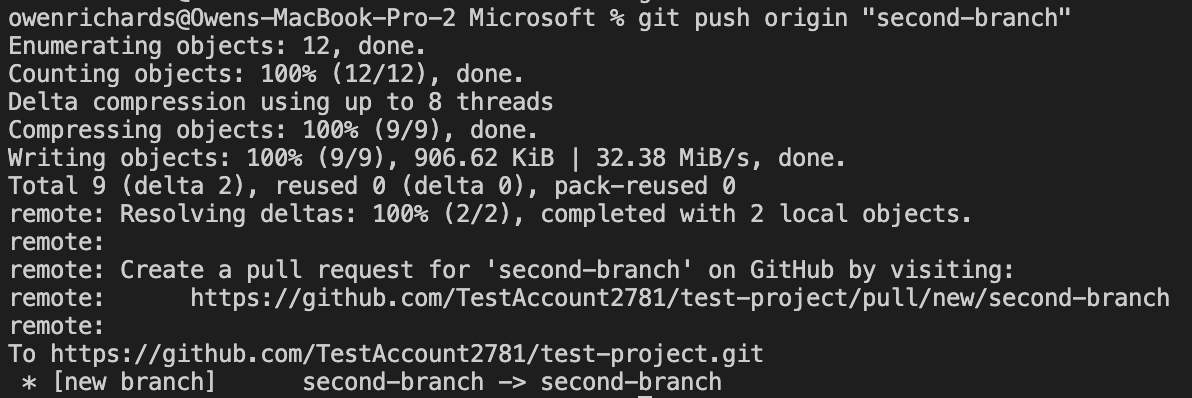 owenrichards@Owens-MacBook-Pro-2 Microsoft % git push origin "second-branch"
Enumerating objects: 12, done.
Counting objects: 100% (12/12), done.
Delta compression using up to 8 threads
Compressing objects: 100% (9/9), done.
Writing objects: 100% (9/9), 906.62 KiB | 32.38 MiB/s, done.
Total 9 (delta 2), reused 0 (delta 0), pack-reused 0
remote: Resolving deltas: 100% (2/2), completed with 2 local objects.
remote:
remote: Create a pull request for 'second-branch' on GitHub by visiting:
remote:      https://github.com/TestAccount2781/test-project/pull/new/second-branch
remote:
To https://github.com/TestAccount2781/test-project.git
 * [new branch]      second-branch -> second-branch